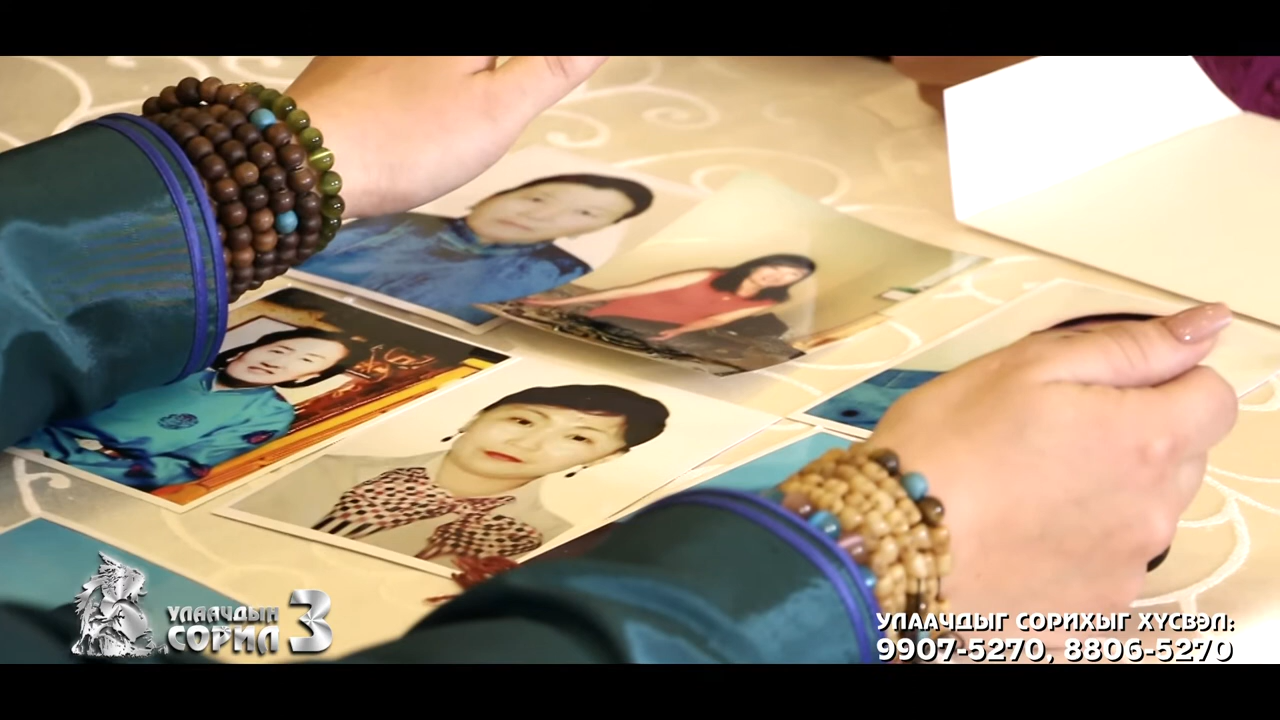 УЛААЧДЫН
СОРИЛ 3
УЛААЧДЫГ СОРИХЫГ ХҮСВЭЛ:
9907-5270, 8806-5270